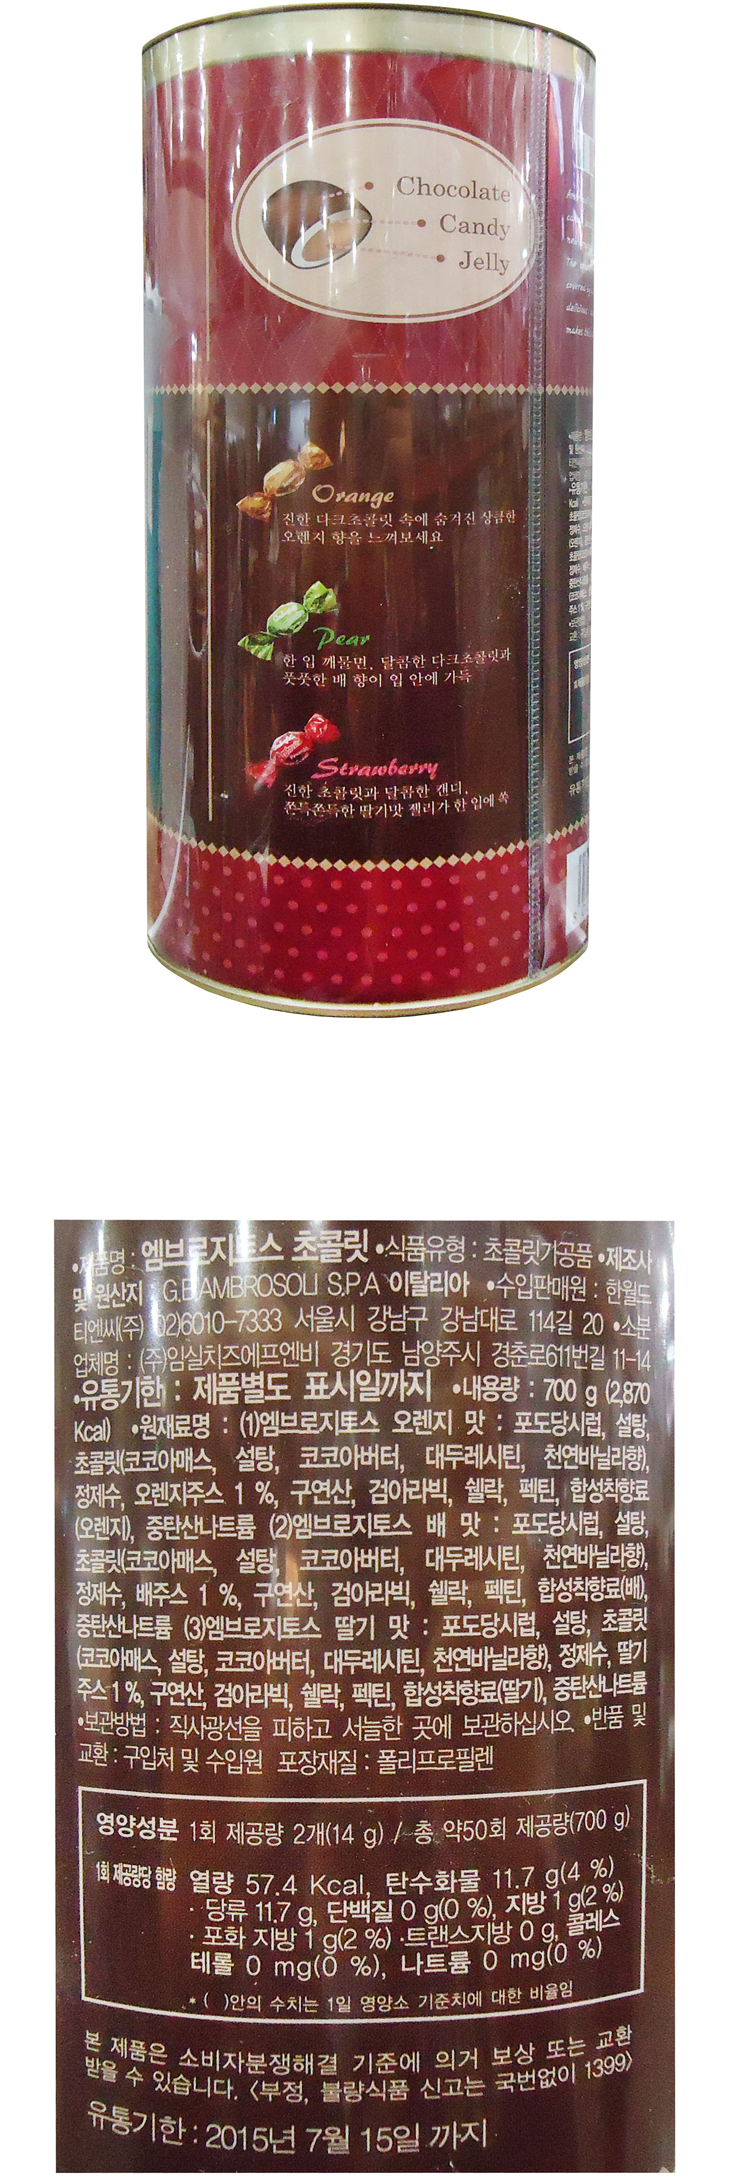 Chocolate
Candy
Jelly
Orange
진한 다크초콜릿 속에 숨겨진 상큼한
오렌지 향을 느껴보세요
Pear
한 입 깨물면, 달콤한 다크초콜릿과
풋풋한 배 향이 입 안에 가득
Strawberry
진한 초콜릿과 달콤한 캔디,
쫀득쫀득한 딸기맛 젤리가 한 입에 쏙
•제품명 : 엠브로지토스 초콜릿 •식품유형 : 초콜릿가공품 •제조사
및 원산지 : G.B AMBROSOLI S.P.A 이탈리아 •수입판매원 : 한월드
티엔씨(주) 02)6010-7333 서울시 강남구 강남대로 114길 20 •소분
업체명 : (주)임실치즈에프엔비 경기도 남양주시 경춘로611번길 11-14
•유통기한 : 제품별도 표시일까지 •내용량 : 700 g (2,870
Kcal) •원재료명 : (1)엠브로지토스 오렌지 맛 : 포도당시럽, 설탕,
초콜릿(코코아매스, 설탕, 코코아버터, 대두레시틴, 천연바닐라향),
정제수, 오렌지주스 1 %, 구연산, 검아라빅, 쉘락, 펙틴, 합성착향료
(오렌지), 중탄산나트륨 (2)엠브로지토스 배 맛 : 포도당시럽, 설탕,
초콜릿(코코아매스, 설탕, 코코아버터, 대두레시틴, 천연바닐라향),
정제수, 배주스 1 %, 구연산, 검아라빅, 쉘락, 펙틴, 합성착향료(배),
중탄산나트륨 (3)엠브로지토스 딸기 맛 : 포도당시럽, 설탕, 초콜릿
(코코아매스, 설탕, 코코아버터, 대두레시틴, 천연바닐라향), 정제수, 딸기
주스 1 %, 구연산, 검아라빅, 쉘락, 펙틴, 합성착향료(딸기), 중탄산나트륨
•보관방법 : 직사광선을 피하고 서늘한 곳에 보관하십시오 •반품 및
교환 : 구입처 및 수입원 포장재질 : 폴리프로필렌
영양성분 1회 제공량 2개(14 g) / 총 약50회 제공량(700 g)
1회 제공량당 함량 열량 57.4 Kcal, 탄수화물 11.7 g(4 %)
· 당류 11.7 g, 단백질 0 g(0 %), 지방 1 g(2 %)
· 포화 지방 1 g(2 %) ·트랜스지방 0 g, 콜레스
테롤 0 mg(0 %), 나트륨 0 mg(0 %)
* ( )안의 수치는 1일 영양소 기준치에 대한 비율임
본 제품은 소비자분쟁해결 기준에 의거 보상 또는 교환
받을 수 있습니다. <부정, 불량식품 신고는 국번없이 1399>
유통기한 : 2015년 7월 15일 까지